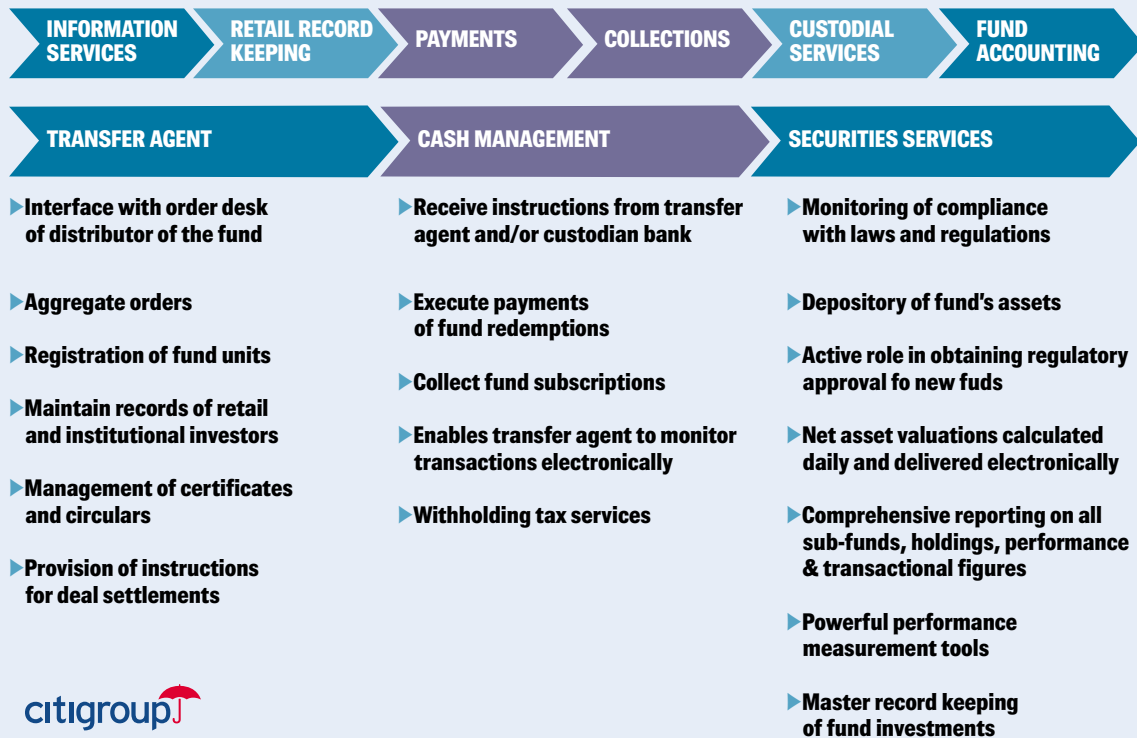 INFORMATION
SERVICES
RETAIL RECORD
KEEPING
PAYMENTS
COLLECTIONS
CUSTODIAL
SERVICES
FUND
ACCOUNTING
TRANSFER AGENT
CASH MANAGEMENT
SECURITIES SERVICES
Interface with order desk
of distributor of the fund
Aggregate orders
Registration of fund units
Maintain records of retail
and institutional investors
Management of certificates
and circulars
Provision of instructions
for deal settlements
Receive instructions from transfer
agent and/or custodian bank
Execute payments
of fund redemptions
Collect fund subscriptions
Enables transfer agent to monitor
transactions electronically
Withholding tax services
Monitoring of compliance
with laws and regulations
Depository of fund's assets
Active role in obtaining regulatory
approval fo new fuds
Net asset valuations calculated
daily and delivered electronically
Comprehensive reporting on all
sub-funds, holdings, performance
& transactional figures
Powerful performance
measurement tools
Master record keeping
of fund investments
citigroup